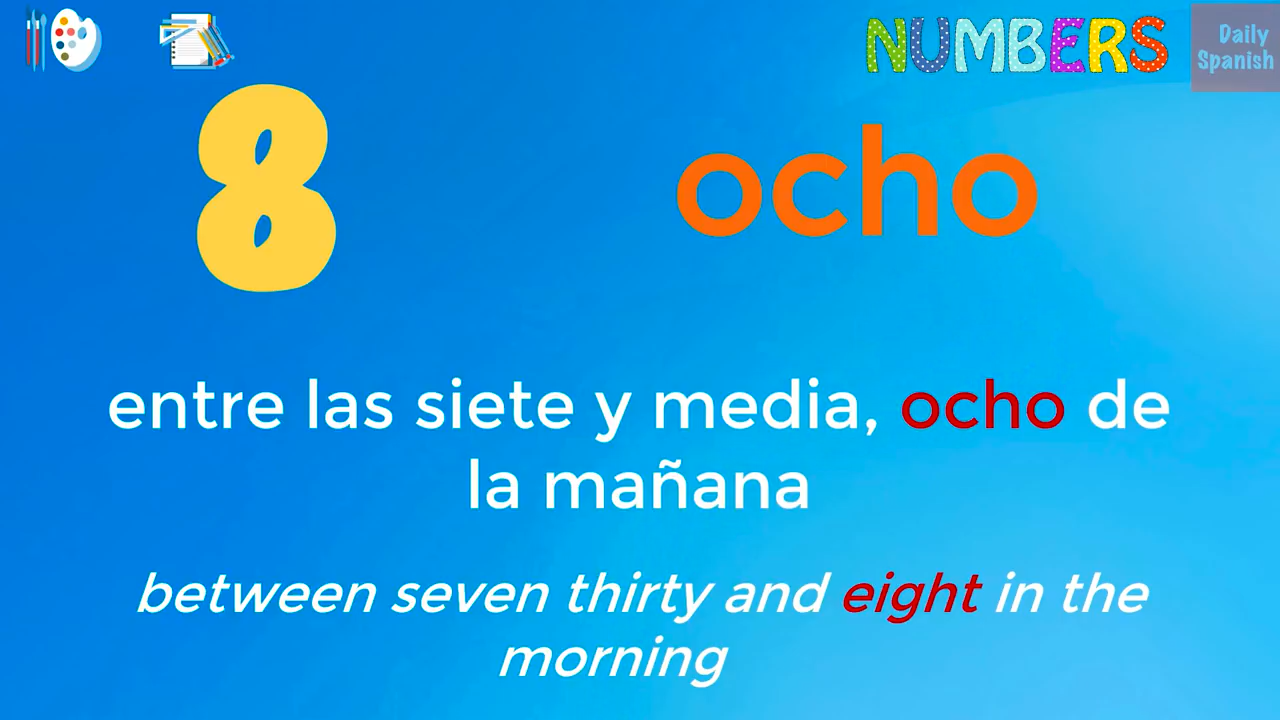 NUMBERS
Daily
Spanish
8
ocho
entre las siete y media, ocho de
la mañana
between seven thirty and eight in the
morning